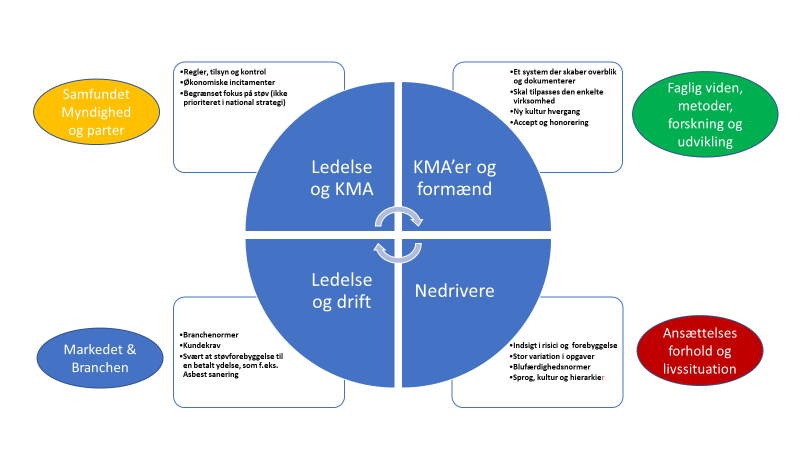 Samfundet
Myndighed
og parter
•Regler, tilsyn og kontrol
•Økonomiske incitamenter
•Begrænset fokus på støv (ikke
prioriteret i national strategi)
•Et system der skaber overblik
og dokumenterer
•Skal tilpasses den enkelte
virksomhed
•Ny kultur hvergang
•Accept og honorering
Faglig viden,
metoder,
forskning og
udvikling
Ledelse
og KMA
KMA’er og
formænd
Ledelse
og drift
Nedrivere
Markedet &
Branchen
•Branchenormer
•Kundekrav
•Svært at støvforebyggelse til
en betalt ydelse, som f.eks.
Asbest sanering
•Indsigt i risici og forebyggelse
•Stor variation i opgaver
•Blufærdighedsnormer
•Sprog, kultur og hierarkier
Ansættelses
forhold og
livssituation